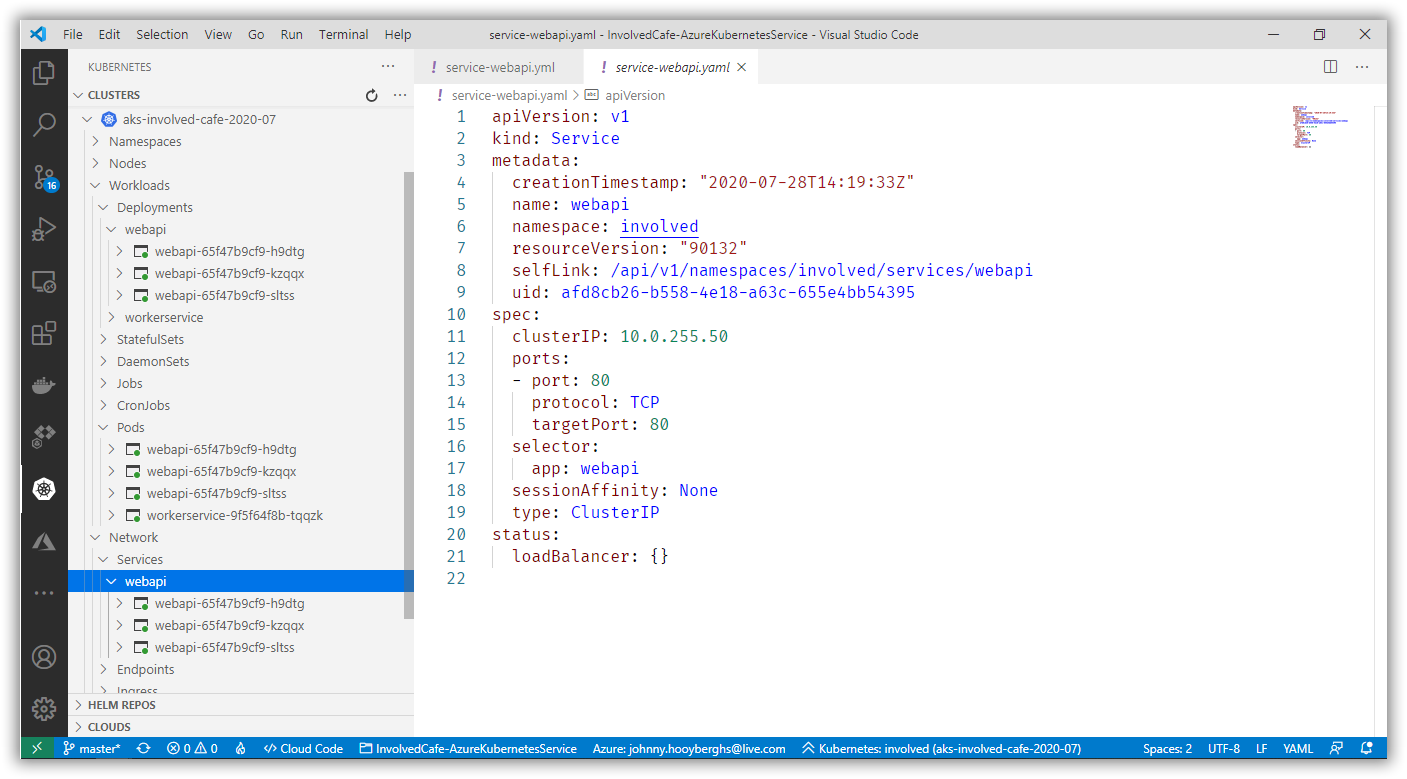 File Edit Selection View Go Run Terminal Help service-webapi.yaml - InvolvedCafe-AzureKubernetesService - Visual Studio Code
KUBERNETES
CLUSTERS
aks-involved-cafe-2020-07
Namespaces
Nodes
Workloads
Deployments
webapi
webapi-65f47b9cf9-h9dtg
webapi-65f47b9cf9-kzqqx
webapi-65f47b9cf9-sltss
workerservice
StatefulSets
DaemonSets
Jobs
CronJobs
Pods
webapi-65f47b9cf9-h9dtg
webapi-65f47b9cf9-kzqqx
webapi-65f47b9cf9-sltss
workerservice-9f5f64f8b-tqqzk
Network
Services
webapi
webapi-65f47b9cf9-h9dtg
webapi-65f47b9cf9-kzqqx
webapi-65f47b9cf9-sltss
Endpoints
Ingress
HELM REPOS
CLOUDS
16
! service-webapi.yml ! service-webapi.yaml
! service-webapi.yaml > abc apiVersion
1 apiVersion: v1
2 kind: Service
3 metadata:
4 creationTimestamp: "2020-07-28T14:19:33Z"
5 name: webapi
6 namespace: involved
7 resourceVersion: "90132"
8 selfLink: /api/v1/namespaces/involved/services/webapi
9 uid: afd8cb26-b558-4e18-a63c-655e4bb54395
10 spec:
11 clusterIP: 10.0.255.50
12 ports:
13 - port: 80
14 protocol: TCP
15 targetPort: 80
16 selector:
17 app: webapi
18 sessionAffinity: None
19 type: ClusterIP
20 status:
21 loadBalancer: {}
22
master* 0 0 Cloud Code InvolvedCafe-AzureKubernetesService Azure: johnny.hooyberghs@live.com Kubernetes: involved (aks-involved-cafe-2020-07) Spaces: 2 UTF-8 LF YAML